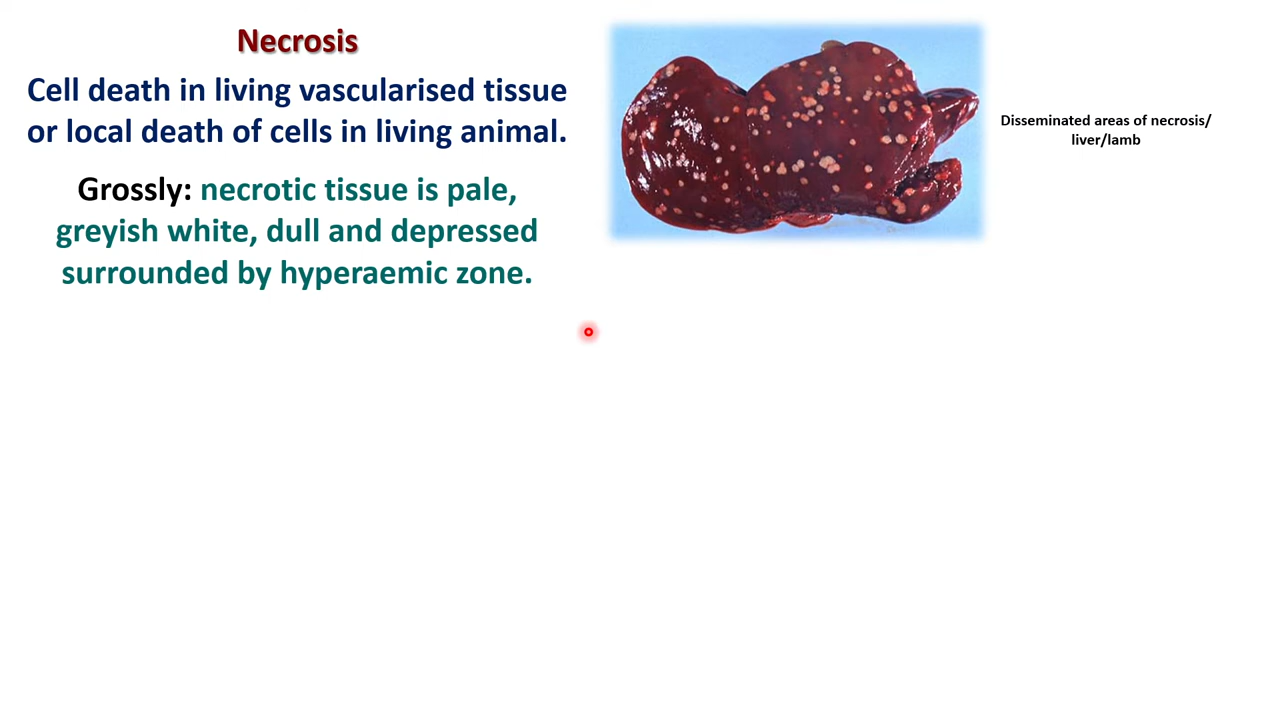 Necrosis
Cell death in living vascularised tissue
or local death of cells in living animal.
Grossly: necrotic tissue is pale,
greyish white, dull and depressed
surrounded by hyperaemic zone.
Disseminated areas of necrosis/
liver/lamb